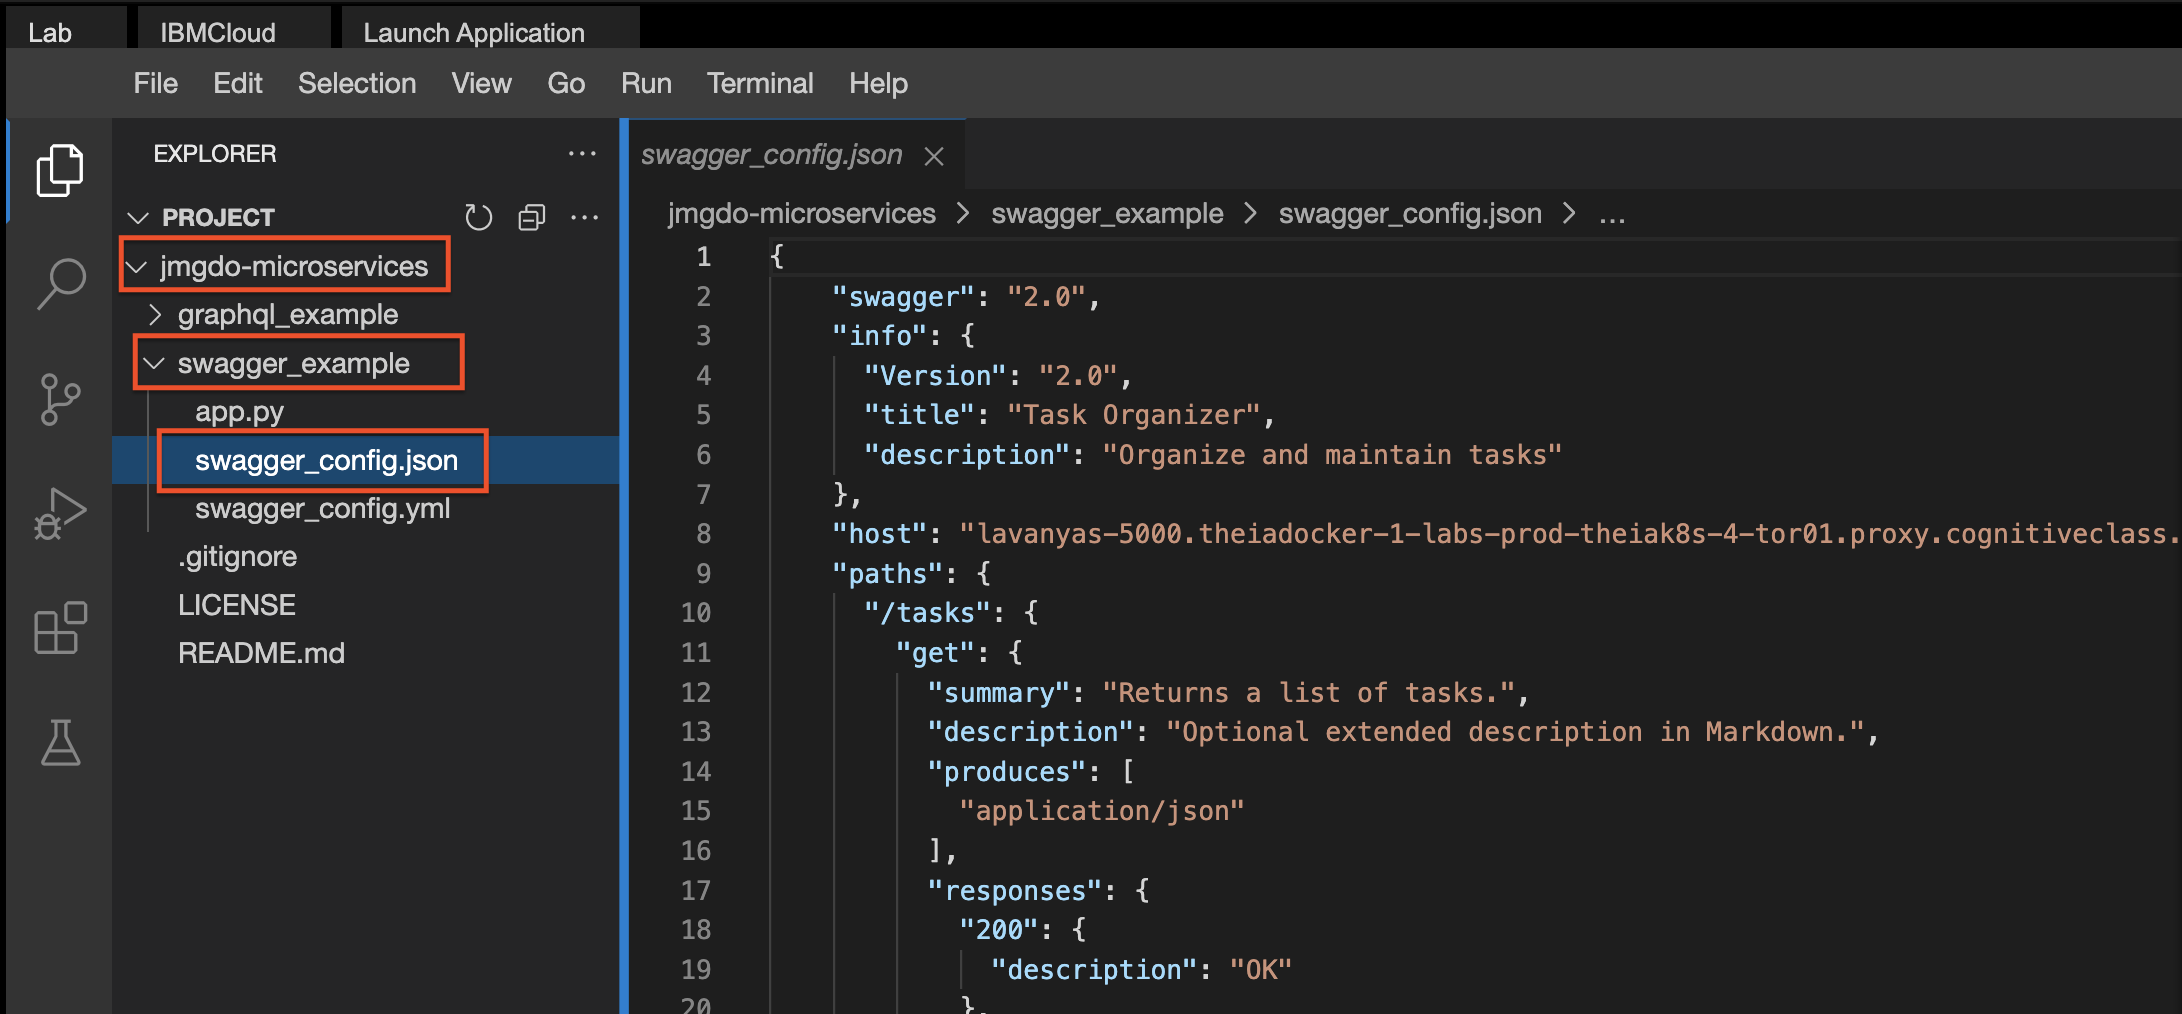 Lab IBMCloud Launch Application
File Edit Selection View Go Run Terminal Help
EXPLORER ...
PROJECT ...
jmgdo-microservices
graphql_example
swagger_example
app.py
swagger_config.json
swagger_config.yml
.gitignore
LICENSE
README.md
swagger_config.json
jmgdo-microservices > swagger_example > swagger_config.json > ...
1 {
2 "swagger": "2.0",
3 "info": {
4 "Version": "2.0",
5 "title": "Task Organizer",
6 "description": "Organize and maintain tasks"
7 },
8 "host": "lavanyas-5000.theiadocker-1-labs-prod-theiak8s-4-tor01.proxy.cognitiveclass.
9 "paths": {
10 "/tasks": {
11 "get": {
12 "summary": "Returns a list of tasks.",
13 "description": "Optional extended description in Markdown.",
14 "produces": [
15 "application/json"
16 ],
17 "responses": {
18 "200": {
19 "description": "OK"
20 },